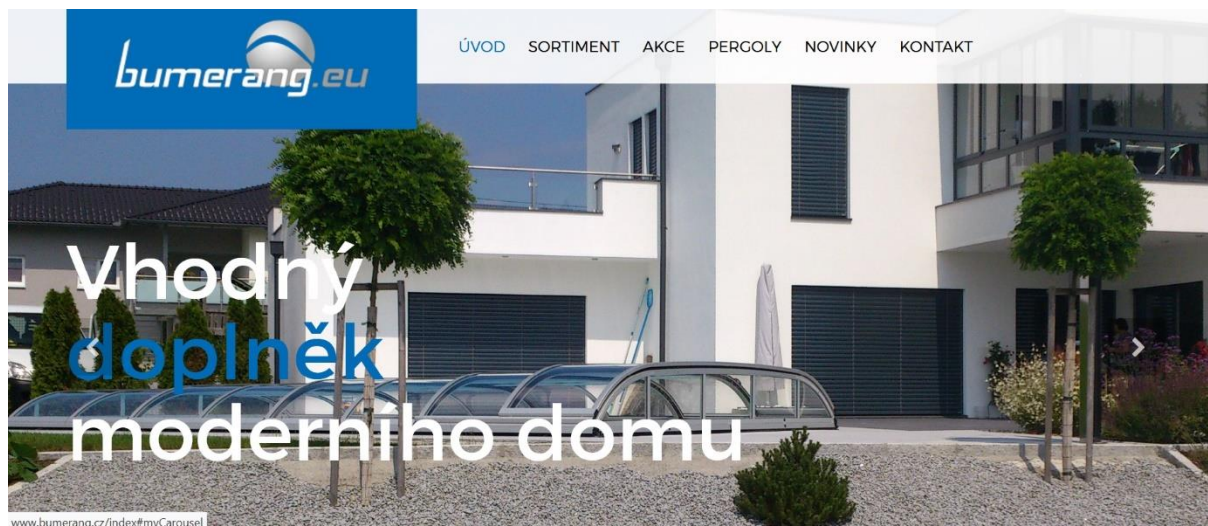 bumerang.eu
ÚVOD SORTIMENT AKCE PERGOLY NOVINKY KONTAKT
Vhodný
doplněk
moderního domu
www.bumerang.cz/index#myCarousel